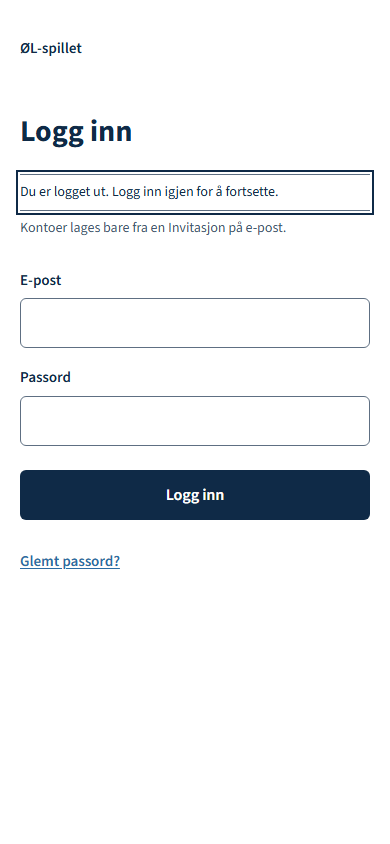 ØL-spillet
Logg inn
Du er logget ut. Logg inn igjen for å fortsette.
Kontoer lages bare fra en Invitasjon på e-post.
E-post
Passord
Logg inn
Glemt passord?